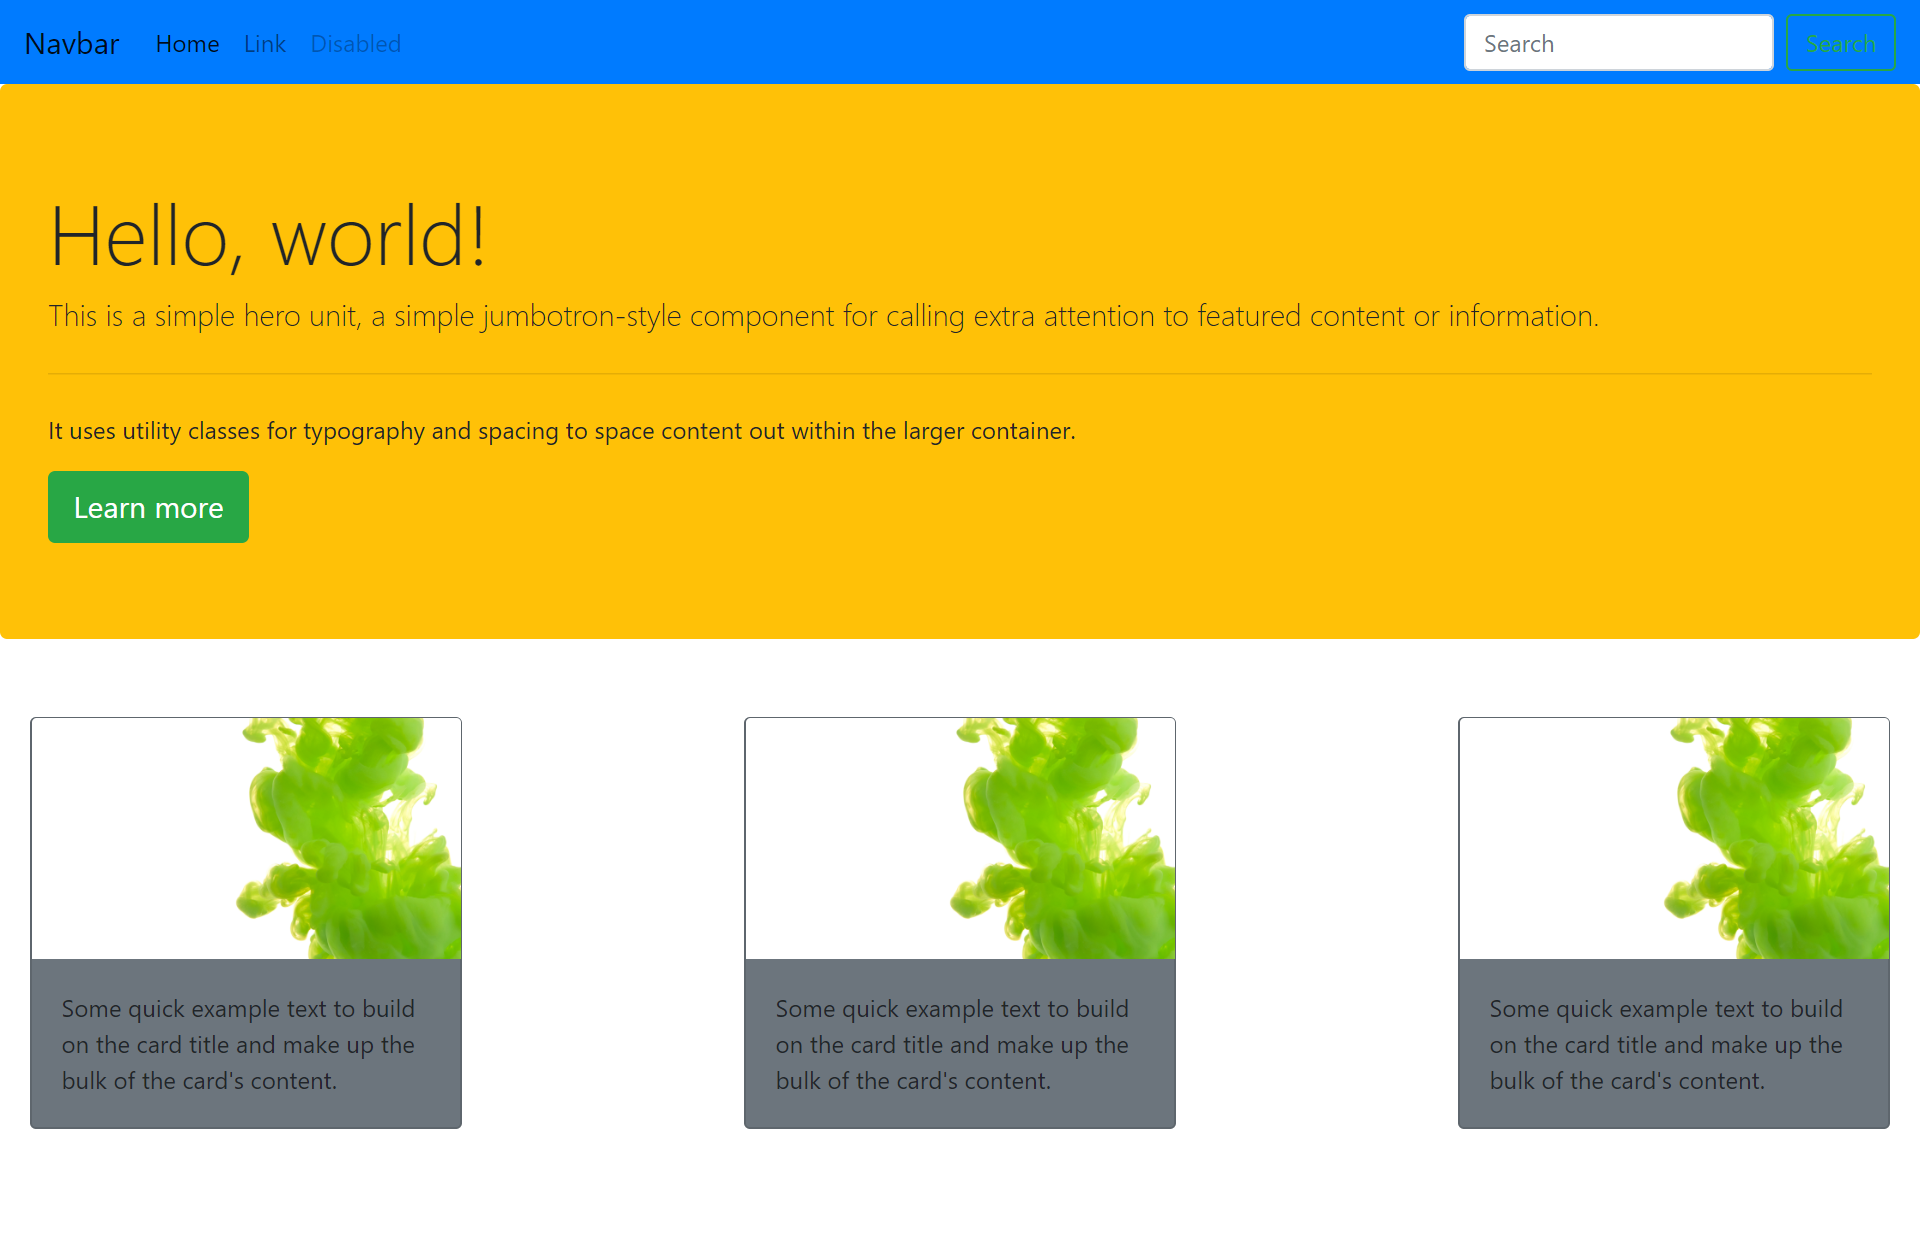 Navbar Home Link Disabled Search Search
Hello, world!
This is a simple hero unit, a simple jumbotron-style component for calling extra attention to featured content or information.
It uses utility classes for typography and spacing to space content out within the larger container.
Learn more
Some quick example text to build
on the card title and make up the
bulk of the card's content.
Some quick example text to build
on the card title and make up the
bulk of the card's content.
Some quick example text to build
on the card title and make up the
bulk of the card's content.